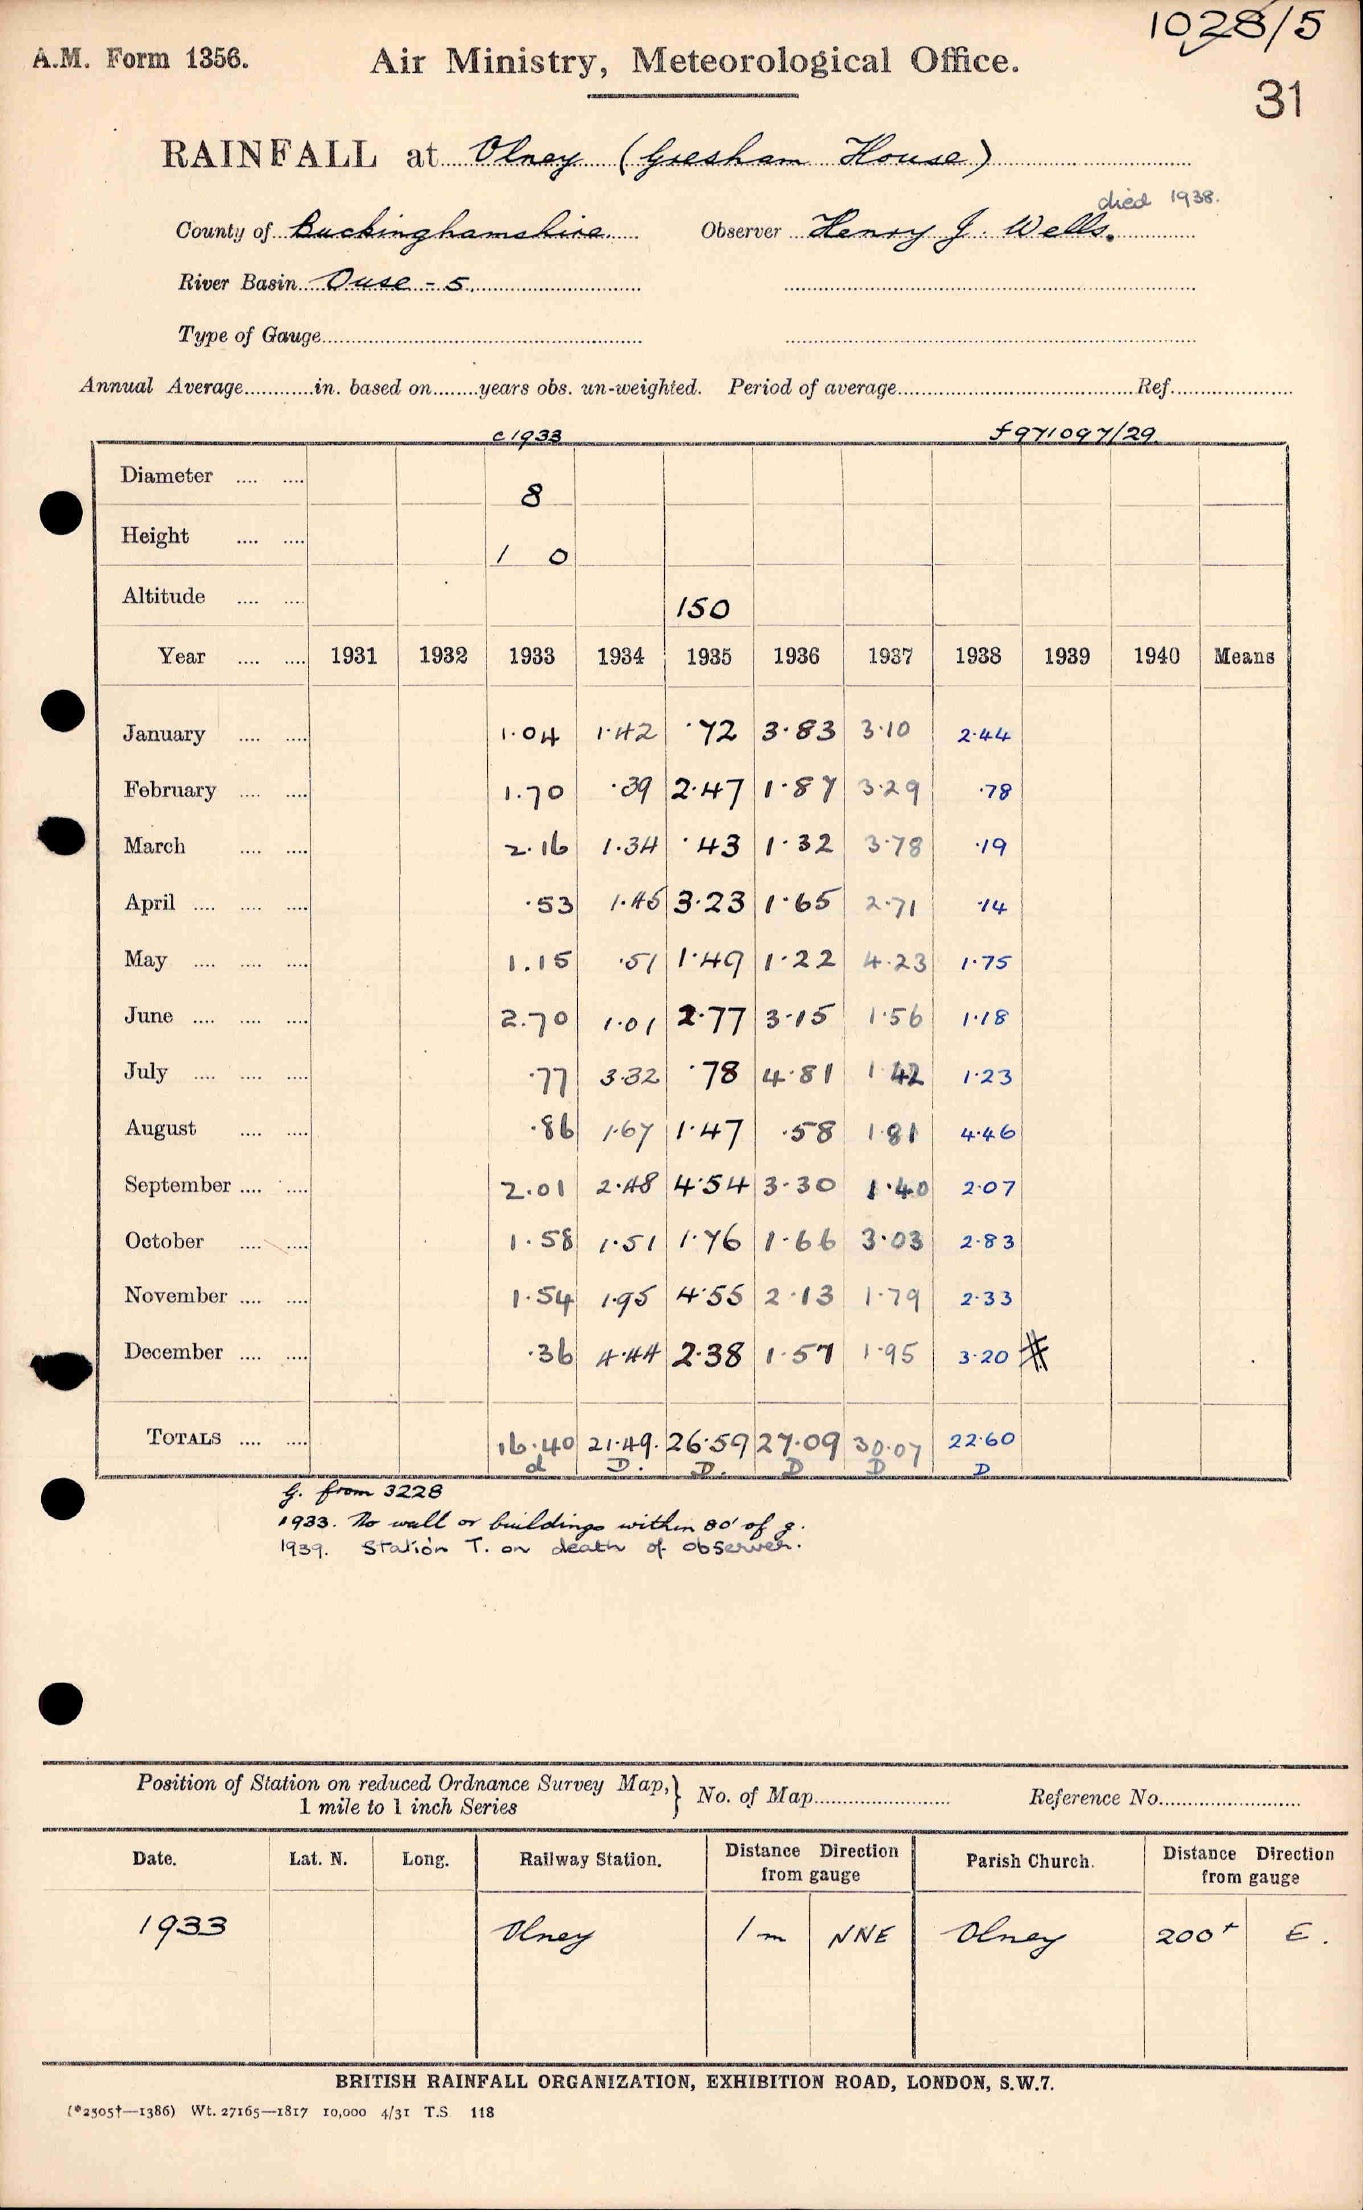 1028/5
A.M. Form 1356. Air Ministry, Meteorological Office.
31
RAINFALL at Olney (Gresham House)
died 1938.
County of Buckinghamshire. Observer Henry J. Wells.
River Basin Ouse - 5.
Type of Gauge
Annual Average in. based on years obs. un-weighted. Period of average Ref.
c 1933 f971097/29
Diameter 8
Height 1 0
Altitude 150
Year 1931 1932 1933 1934 1935 1936 1937 1938 1939 1940 Means
January 1.04 1.42 .72 3.83 3.10 2.44
February 1.70 .39 2.47 1.87 3.29 .78
March 2.16 1.34 .43 1.32 3.78 .19
April .53 1.45 3.23 1.65 2.71 .14
May 1.15 .51 1.49 1.22 4.23 1.75
June 2.70 1.01 2.77 3.15 1.56 1.18
July .77 3.32 .78 4.81 1.42 1.23
August .86 1.67 1.47 .58 1.81 4.46
September 2.01 2.48 4.54 3.30 1.40 2.07
October 1.58 1.51 1.76 1.66 3.03 2.83
November 1.54 1.95 4.55 2.13 1.79 2.33
December .36 4.44 2.38 1.57 1.95 3.20 #
TOTALS 16.40 21.49. 26.59 27.09 30.07 22.60
d D. D. D D D
G. from 3228
1933. No wall or buildings within 80' of g.
1939. Station T. on death of observer.
Position of Station on reduced Ordnance Survey Map, } No. of Map Reference No.
1 mile to 1 inch Series
Date. Lat. N. Long. Railway Station. Distance Direction from gauge Parish Church. Distance Direction from gauge
1933 Olney 1 m NNE Olney 200+ E.
BRITISH RAINFALL ORGANIZATION, EXHIBITION ROAD, LONDON, S.W.7.
(*2505†—1386) Wt. 27165—1817 10,000 4/31 T.S. 118